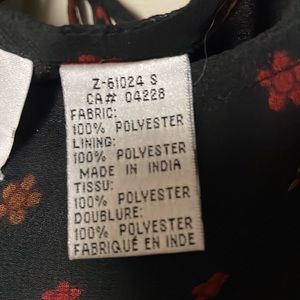 Z-61024 S
CA# 04228
FABRIC:
100% POLYESTER
LINING:
100% POLYESTER
MADE IN INDIA
TISSU:
100% POLYESTER
DOUBLURE:
100% POLYESTER
FABRIQUÉ EN INDE